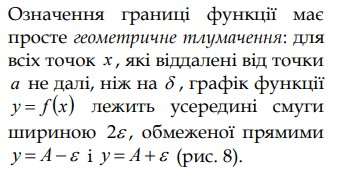 Означення границі функції має
просте геометричне тлумачення: для
всіх точок x, які віддалені від точки
a не далі, ніж на δ, графік функції
y = f(x) лежить усередині смуги
шириною 2ε, обмеженої прямими
y = A − ε і y = A + ε (рис. 8).